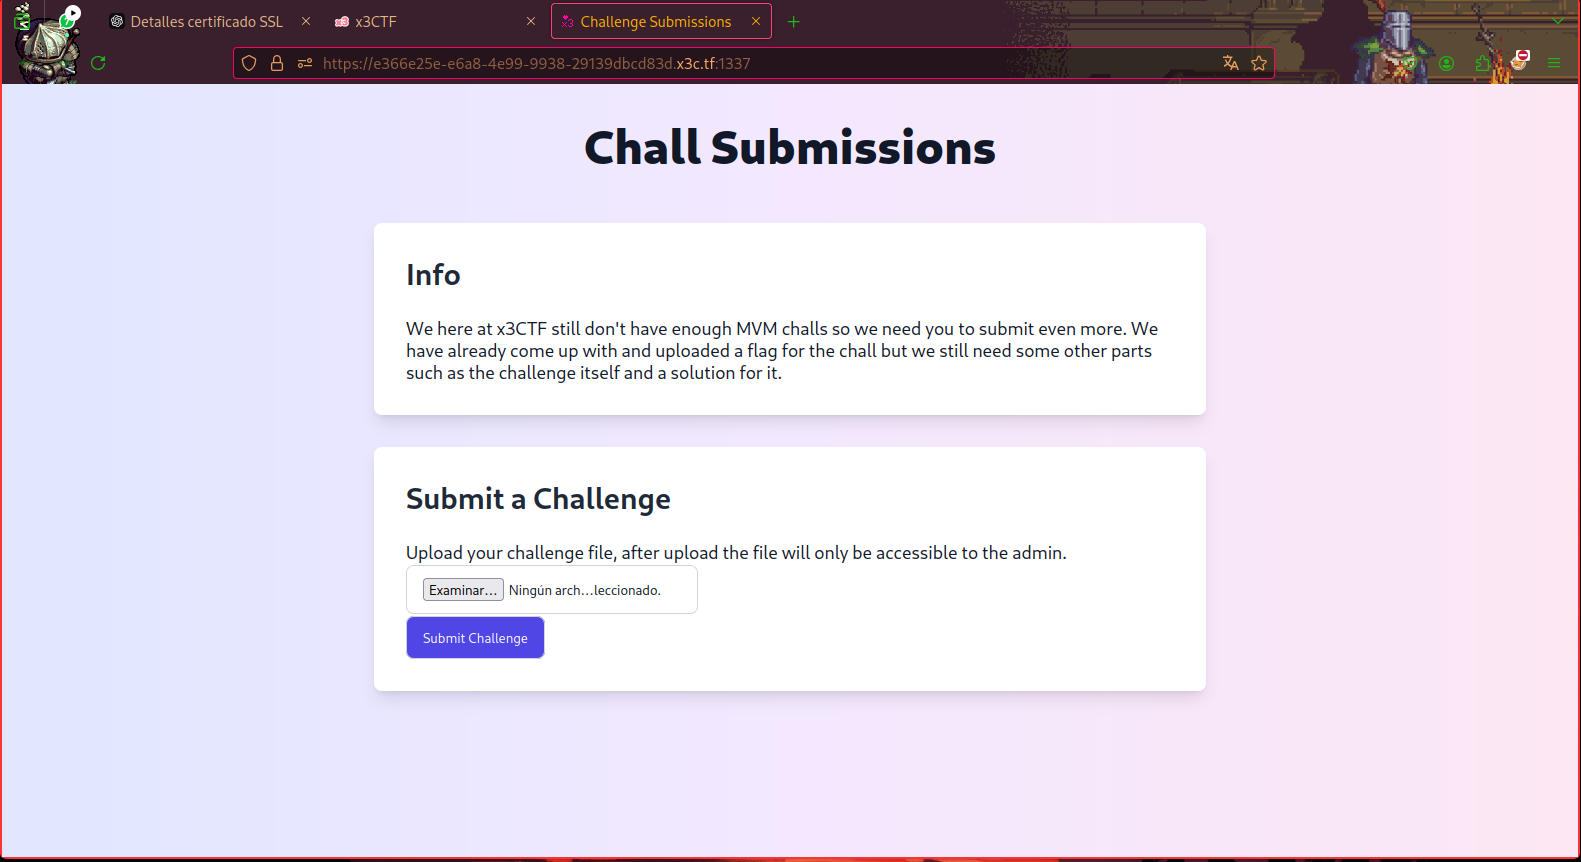 Detalles certificado SSL
x3CTF
Challenge Submissions
https://e366e25e-e6a8-4e99-9938-29139dbcd83d.x3c.tf:1337
Chall Submissions
Info
We here at x3CTF still don't have enough MVM challs so we need you to submit even more. We
have already come up with and uploaded a flag for the chall but we still need some other parts
such as the challenge itself and a solution for it.
Submit a Challenge
Upload your challenge file, after upload the file will only be accessible to the admin.
Examinar... Ningún arch...leccionado.
Submit Challenge